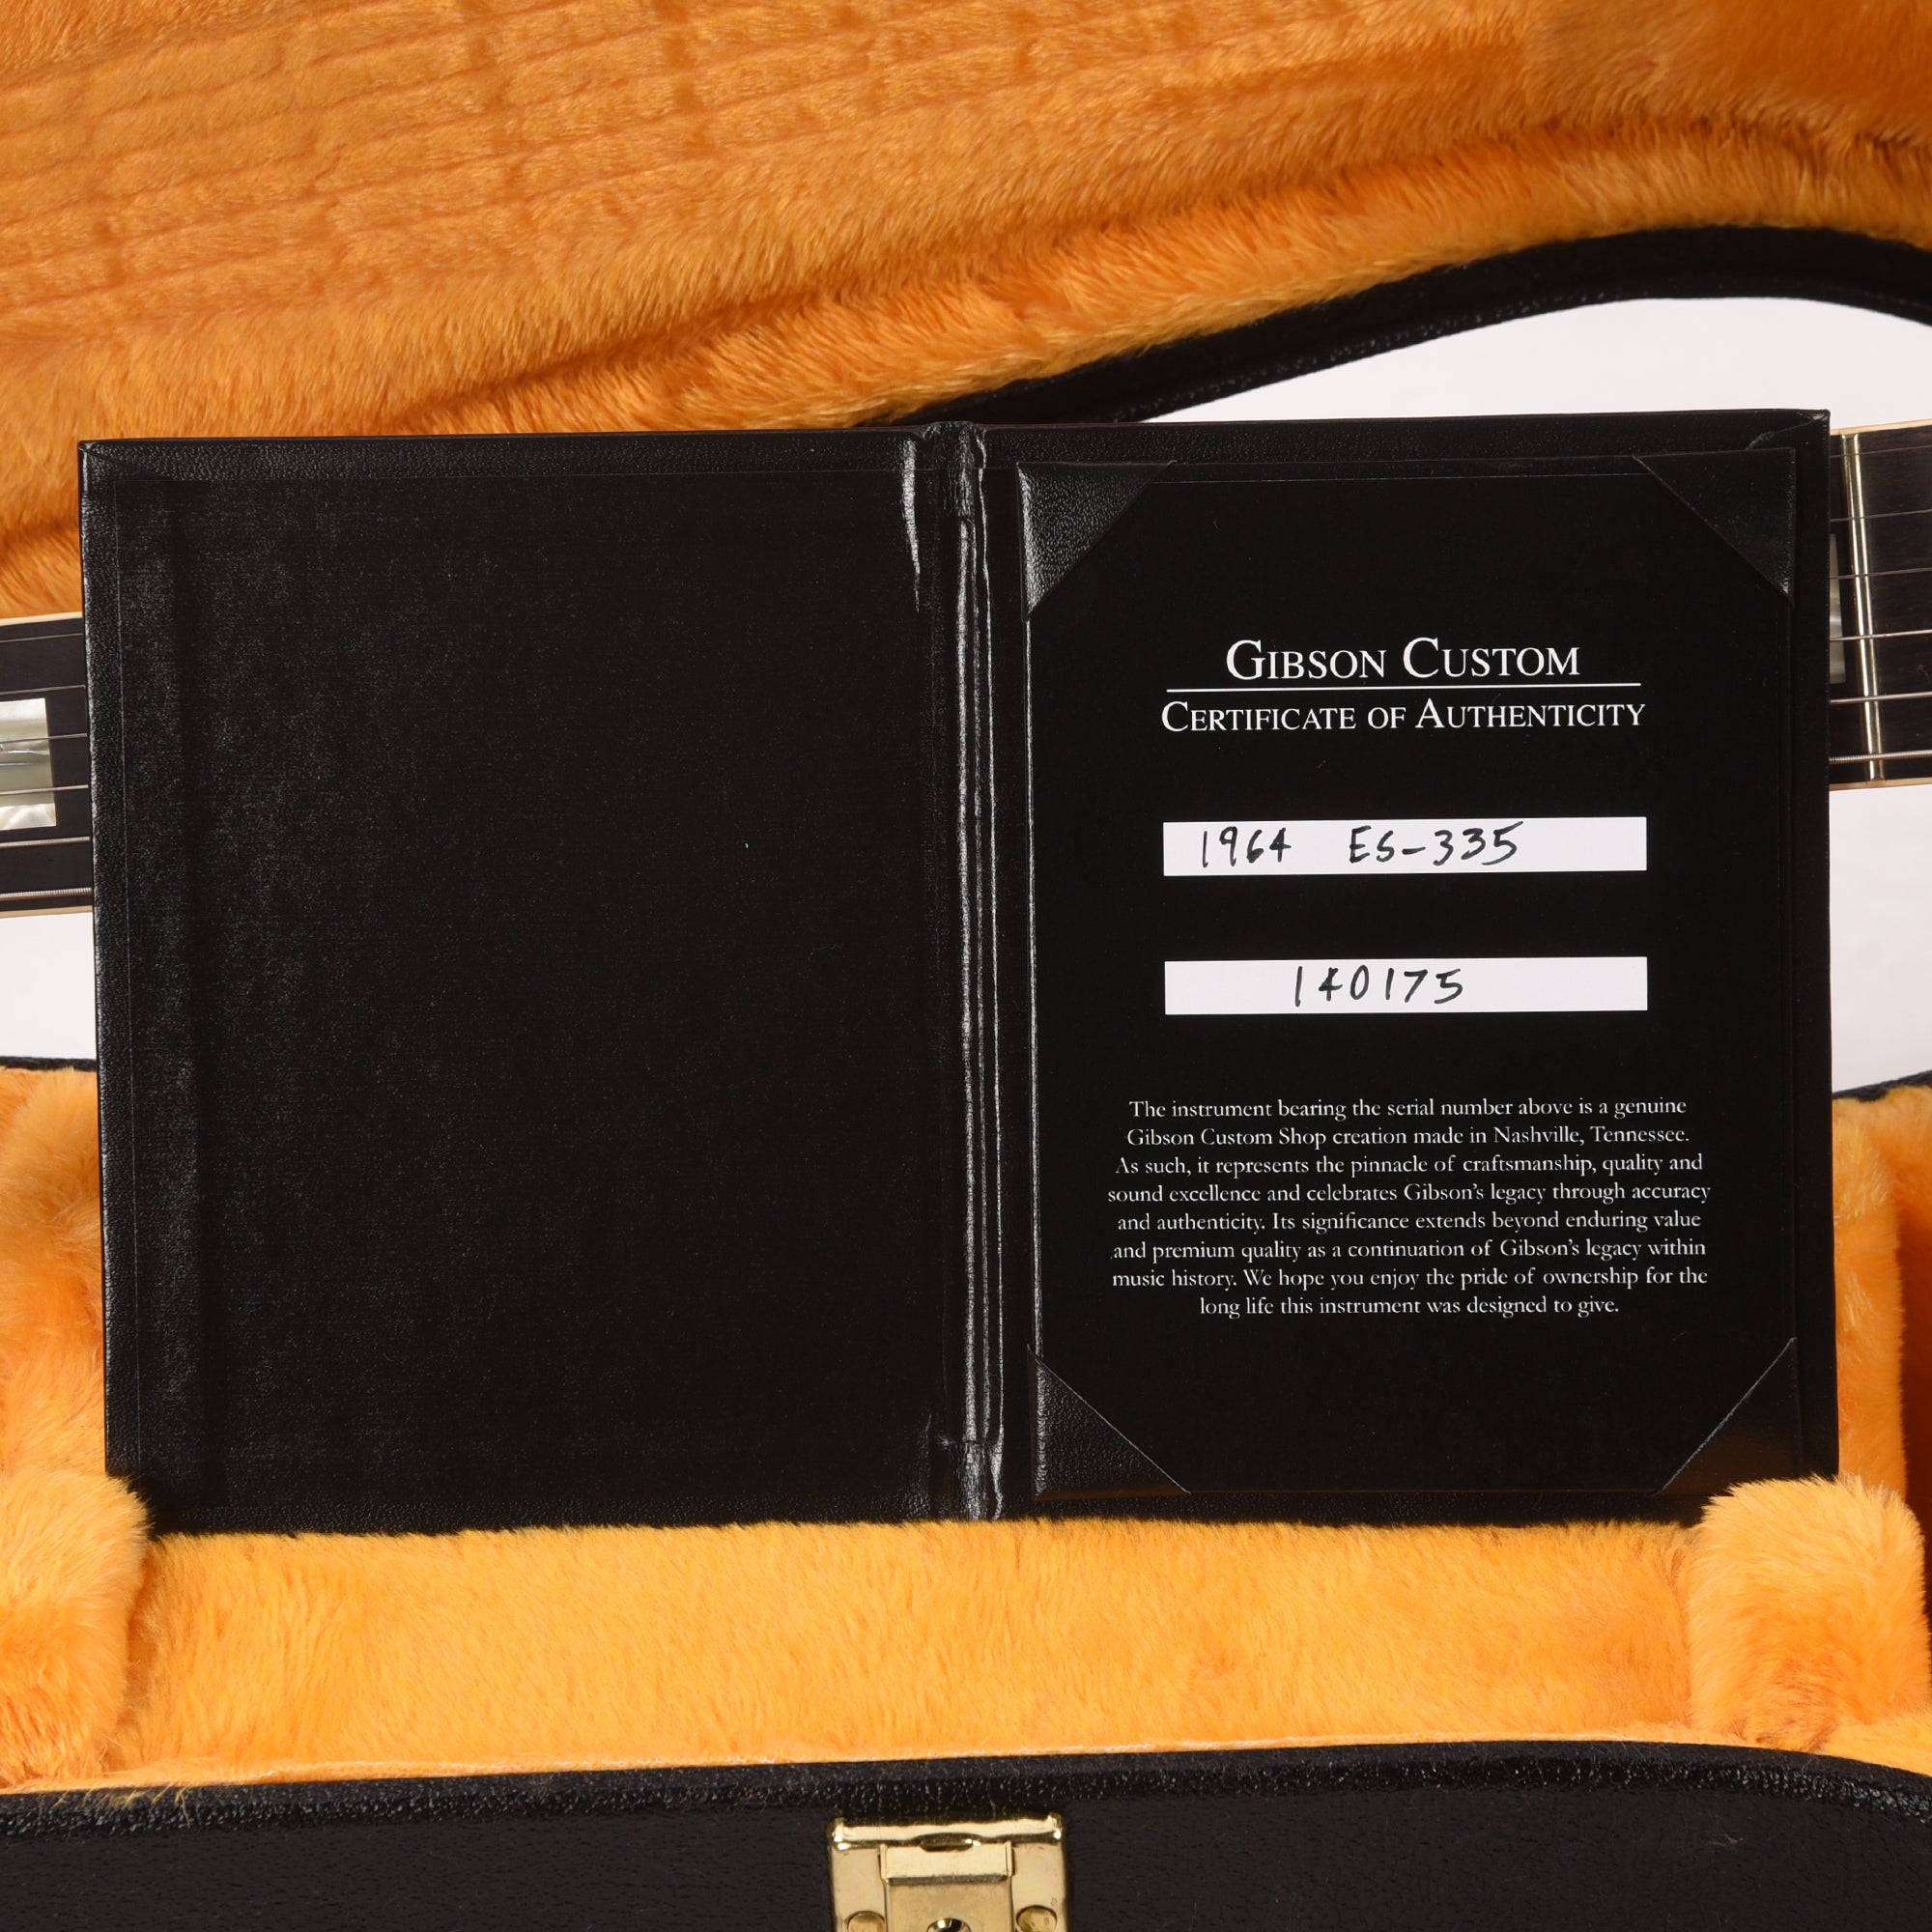 GIBSON CUSTOM
CERTIFICATE OF AUTHENTICITY
1964 ES-335
140175
The instrument bearing the serial number above is a genuine
Gibson Custom Shop creation made in Nashville, Tennessee.
As such, it represents the pinnacle of craftsmanship, quality and
sound excellence and celebrates Gibson's legacy through accuracy
and authenticity. Its significance extends beyond enduring value
and premium quality as a continuation of Gibson's legacy within
music history. We hope you enjoy the pride of ownership for the
long life this instrument was designed to give.